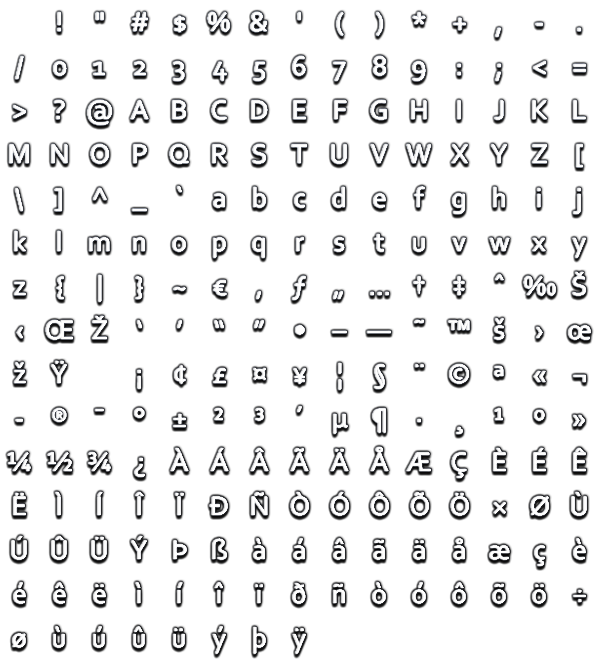 ! " # $ % & ' ( ) * + , - .
/ 0 1 2 3 4 5 6 7 8 9 : ; < =
> ? @ A B C D E F G H I J K L
M N O P Q R S T U V W X Y Z [
\ ] ^ _ ` a b c d e f g h i j
k l m n o p q r s t u v w x y
z { | } ~ € ‚ ƒ „ … † ‡ ˆ ‰ Š
‹ Œ Ž ‘ ’ “ ” • – — ˜ ™ š › œ
ž Ÿ ¡ ¢ £ ¤ ¥ ¦ § ¨ © ª « ¬
- ® ¯ ° ± ² ³ ´ µ ¶ · ¸ ¹ º »
¼ ½ ¾ ¿ À Á Â Ã Ä Å Æ Ç È É Ê
Ë Ì Í Î Ï Ð Ñ Ò Ó Ô Õ Ö × Ø Ù
Ú Û Ü Ý Þ ß à á â ã ä å æ ç è
é ê ë ì í î ï ð ñ ò ó ô õ ö ÷
ø ù ú û ü ý þ ÿ